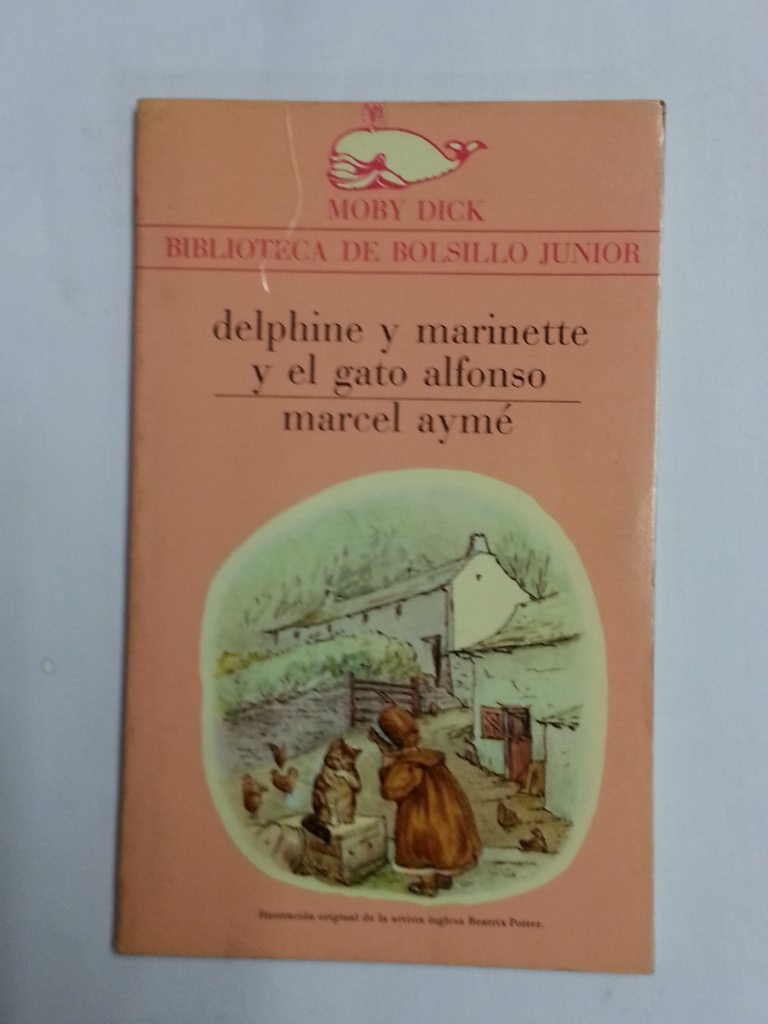 MOBY DICK
BIBLIOTECA DE BOLSILLO JUNIOR
delphine y marinette
y el gato alfonso
marcel aymé
Ilustración original de la artista inglesa Beatrix Potter.